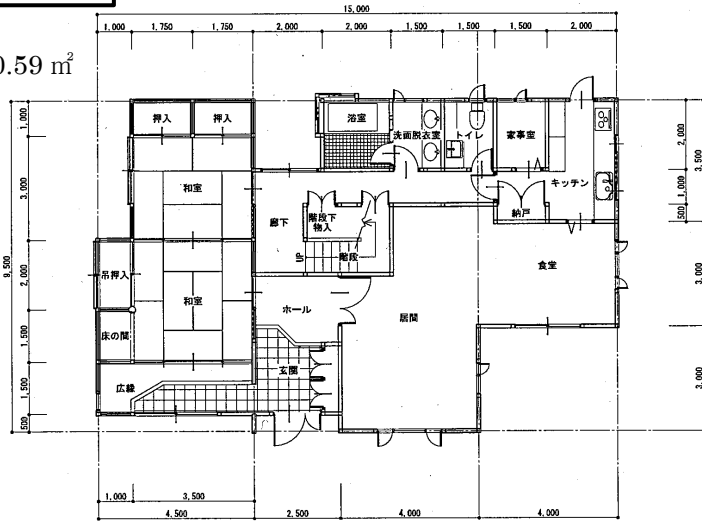 15,000
1,000 1,750 1,750 2,000 2,000 1,500 1,500 1,500 2,000
0.59 ㎡
押入 押入 浴室 洗面脱衣室 トイレ 家事室
キッチン
和室
廊下 階段下物入 納戸
UP 階段
吊押入 和室 ホール 居間 食堂
床の間
玄関
広縁
1,000
3,000
2,000
1,500
1,500
500
9,500
2,000
1,000
500
3,500
3,000
3,000
1,000 3,500
4,500 2,500 4,000 4,000